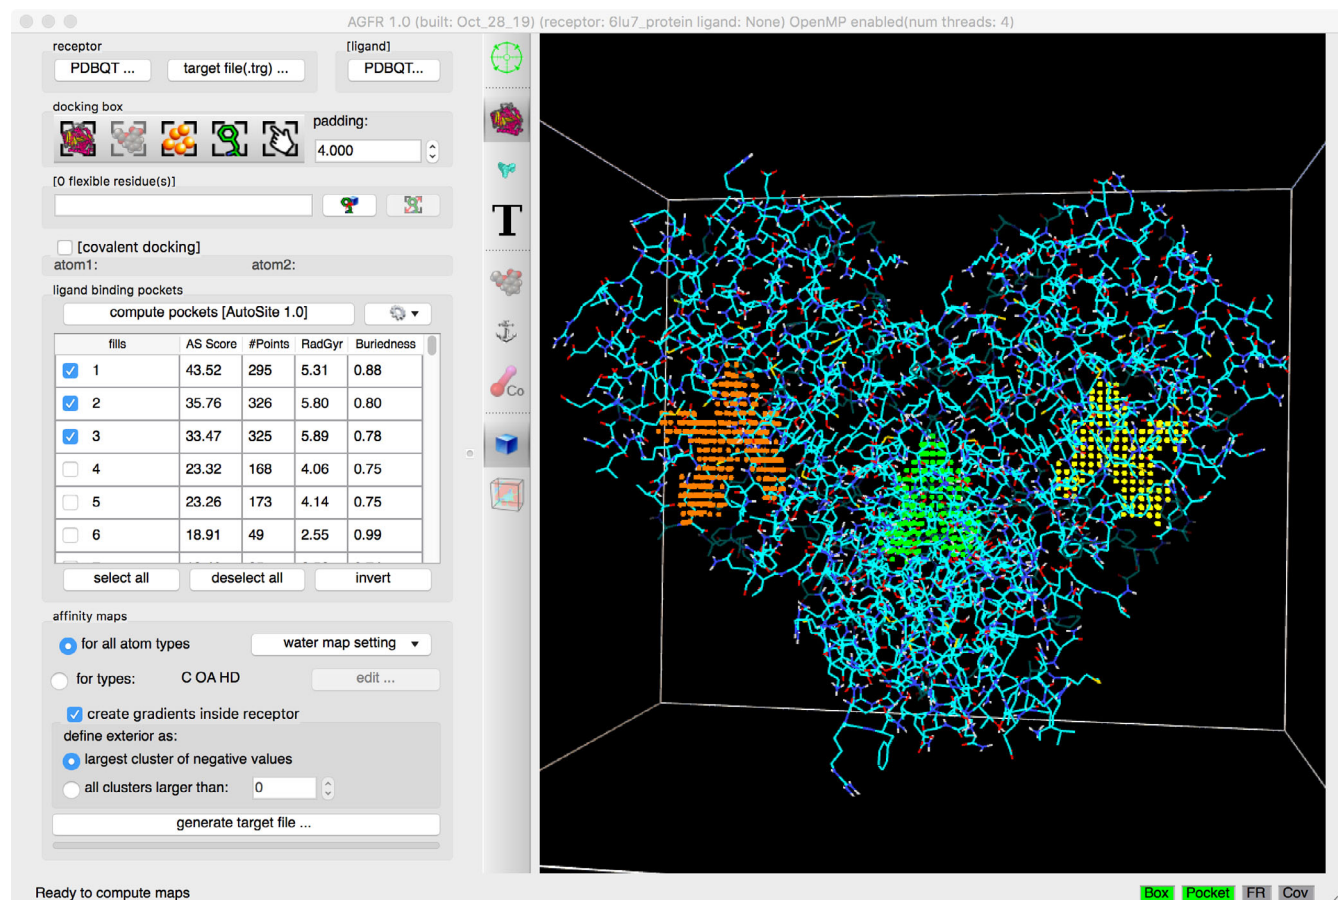 AGFR 1.0 (built: Oct_28_19) (receptor: 6lu7_protein ligand: None) OpenMP enabled(num threads: 4)
receptor
[ligand]
PDBQT ...
target file(.trg) ...
PDBQT...
docking box
padding:
4.000
[0 flexible residue(s)]
T
[covalent docking]
atom1:
atom2:
ligand binding pockets
compute pockets [AutoSite 1.0]
Co
fills AS Score #Points RadGyr Buriedness
1 43.52 295 5.31 0.88
2 35.76 326 5.80 0.80
3 33.47 325 5.89 0.78
4 23.32 168 4.06 0.75
5 23.26 173 4.14 0.75
6 18.91 49 2.55 0.99
select all
deselect all
invert
affinity maps
for all atom types
water map setting
for types:
C OA HD
edit ...
create gradients inside receptor
define exterior as:
largest cluster of negative values
all clusters larger than:
0
generate target file ...
Ready to compute maps
Box
Pocket
FR
Cov